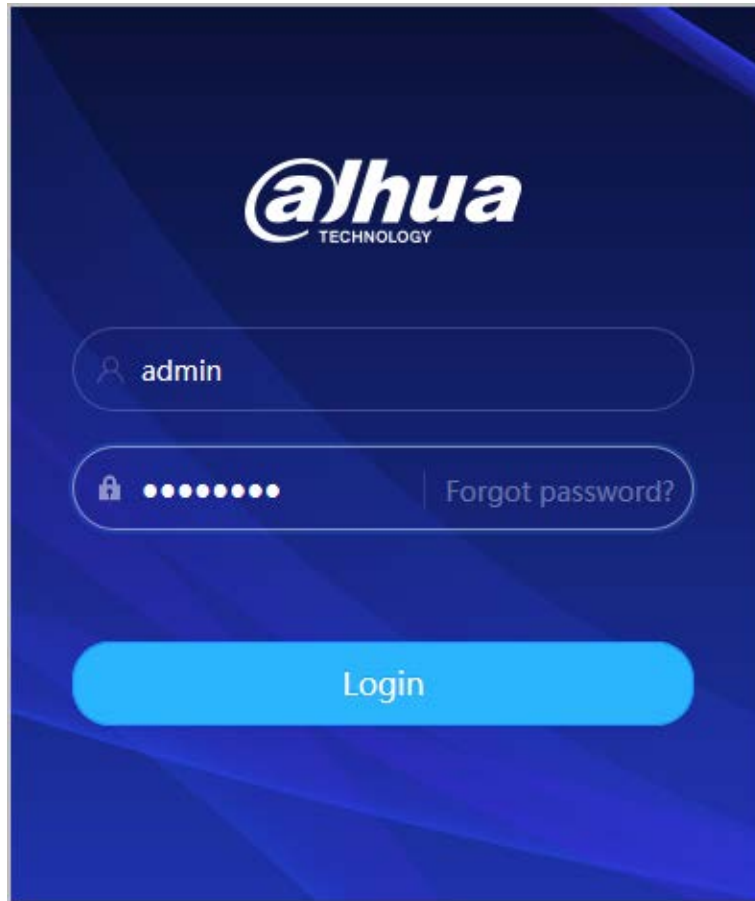 alhua
TECHNOLOGY
admin
••••••••
Forgot password?
Login